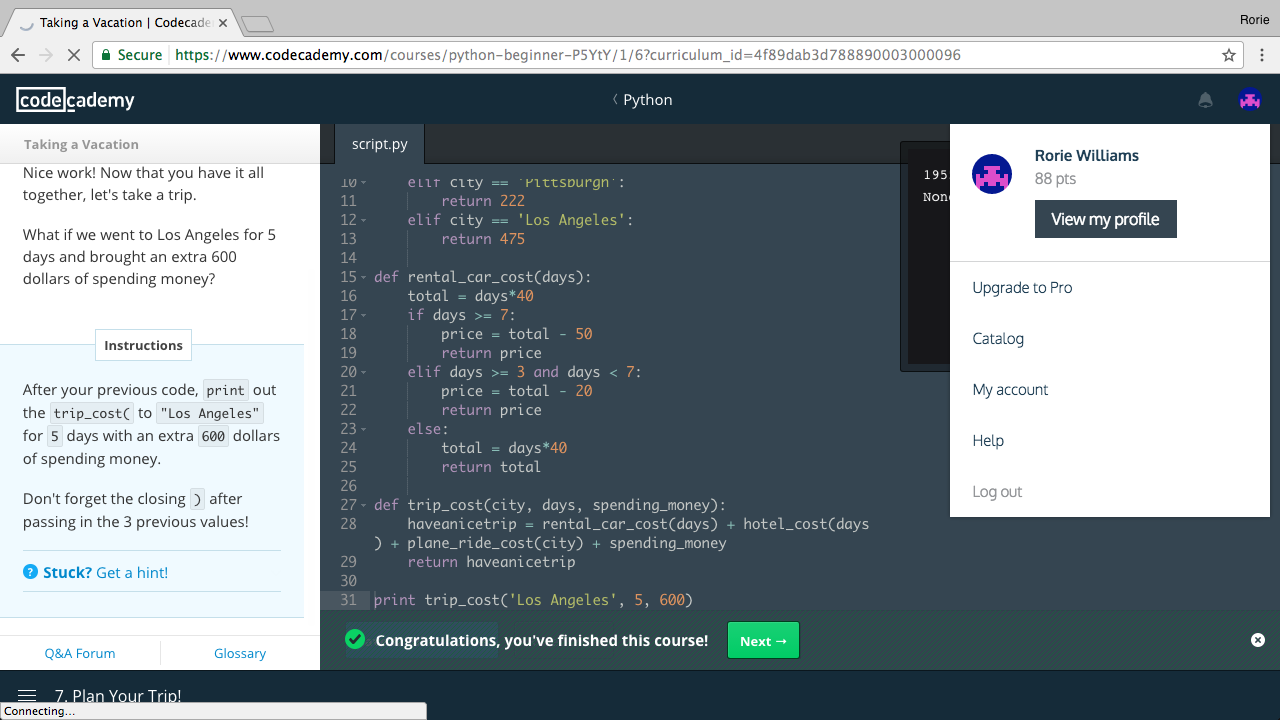 Taking a Vacation | Codecade
Rorie
Secure
https://www.codecademy.com/courses/python-beginner-P5YtY/1/6?curriculum_id=4f89dab3d788890003000096
codecademy
Python
Taking a Vacation
Nice work! Now that you have it all
together, let's take a trip.
What if we went to Los Angeles for 5
days and brought an extra 600
dollars of spending money?
Instructions
After your previous code, print out
the trip_cost( to "Los Angeles"
for 5 days with an extra 600 dollars
of spending money.
Don't forget the closing ) after
passing in the 3 previous values!
? Stuck? Get a hint!
Q&A Forum
Glossary
script.py
10 elif city == 'Pittsburgh':
11 return 222
12 elif city == 'Los Angeles':
13 return 475
14
15 def rental_car_cost(days):
16 total = days*40
17 if days >= 7:
18 price = total - 50
19 return price
20 elif days >= 3 and days < 7:
21 price = total - 20
22 return price
23 else:
24 total = days*40
25 return total
26
27 def trip_cost(city, days, spending_money):
28 haveanicetrip = rental_car_cost(days) + hotel_cost(days
) + plane_ride_cost(city) + spending_money
29 return haveanicetrip
30
31 print trip_cost('Los Angeles', 5, 600)
195
Non
Rorie Williams
88 pts
View my profile
Upgrade to Pro
Catalog
My account
Help
Log out
Congratulations, you've finished this course!
Next →
7. Plan Your Trip!
Connecting...